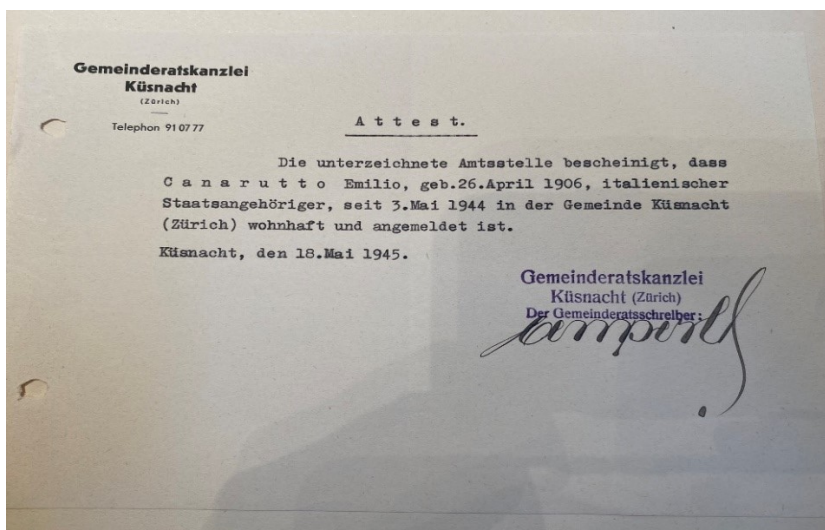 Gemeinderatskanzlei
Küsnacht
(Zürich)
Telephon 91 07 77
A t t e s t.
Die unterzeichnete Amtsstelle bescheinigt, dass
C a n a r u t t o Emilio, geb.26.April 1906, italienischer
Staatsangehöriger, seit 3.Mai 1944 in der Gemeinde Küsnacht
(Zürich) wohnhaft und angemeldet ist.
Küsnacht, den 18.Mai 1945.
Gemeinderatskanzlei
Küsnacht (Zürich)
Der Gemeinderatsschreiber: